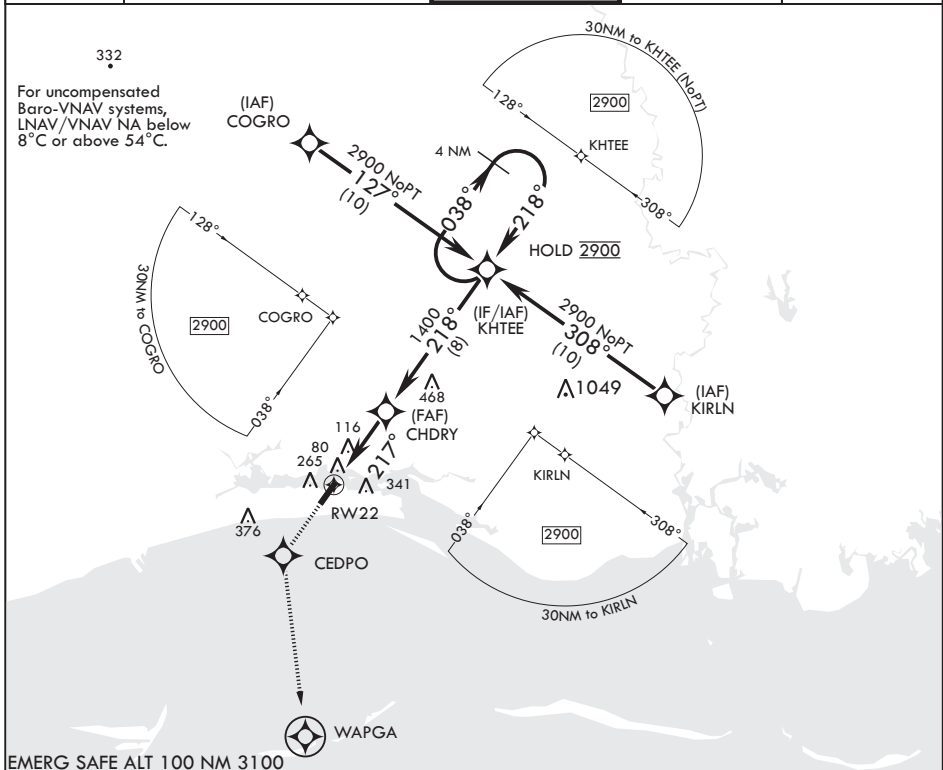 332
For uncompensated
Baro-VNAV systems,
LNAV/VNAV NA below
8°C or above 54°C.
(IAF)
COGRO
2900 NoPT
127°
(10)
4 NM
038°
218°
HOLD 2900
(IF/IAF)
KHTEE
30NM to KHTEE (NoPT)
2900
128°
KHTEE
308°
128°
30NM to COGRO
2900
COGRO
038°
1400
218°
(8)
2900 NoPT
308°
(10)
1049
(IAF)
KIRLN
468
(FAF)
CHDRY
116
80
265
217°
341
RW22
376
CEDPO
KIRLN
038°
2900
308°
30NM to KIRLN
WAPGA
EMERG SAFE ALT 100 NM 3100